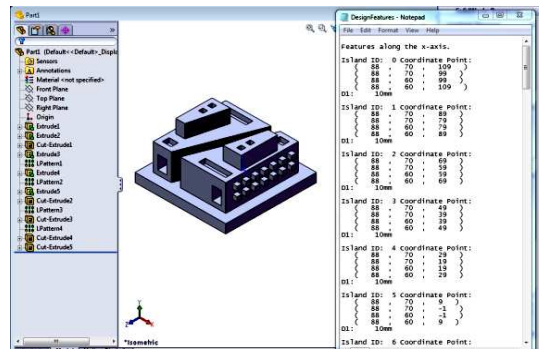 Part1
Part1 (Default<<Default>_Displa
Sensors
Annotations
Material <not specified>
Front Plane
Top Plane
Right Plane
Origin
Extrude1
Extrude2
Cut-Extrude1
Extrude3
LPattern1
Extrude4
LPattern2
Extrude5
Cut-Extrude2
LPattern3
Cut-Extrude3
LPattern4
Cut-Extrude4
Cut-Extrude5
*Isometric
DesignFeatures - Notepad
File Edit Format View Help
Features along the x-axis.
Island ID: 0 Coordinate Point:
( 88 , 70 , 109 )
( 88 , 70 , 99 )
( 88 , 60 , 99 )
( 88 , 60 , 109 )
D1: 10mm
Island ID: 1 Coordinate Point:
( 88 , 70 , 89 )
( 88 , 70 , 79 )
( 88 , 60 , 79 )
( 88 , 60 , 89 )
D1: 10mm
Island ID: 2 Coordinate Point:
( 88 , 70 , 69 )
( 88 , 70 , 59 )
( 88 , 60 , 59 )
( 88 , 60 , 69 )
D1: 10mm
Island ID: 3 Coordinate Point:
( 88 , 70 , 49 )
( 88 , 70 , 39 )
( 88 , 60 , 39 )
( 88 , 60 , 49 )
D1: 10mm
Island ID: 4 Coordinate Point:
( 88 , 70 , 29 )
( 88 , 70 , 19 )
( 88 , 60 , 19 )
( 88 , 60 , 29 )
D1: 10mm
Island ID: 5 Coordinate Point:
( 88 , 70 , 9 )
( 88 , 70 , -1 )
( 88 , 60 , -1 )
( 88 , 60 , 9 )
D1: 10mm
Island ID: 6 Coordinate Point: